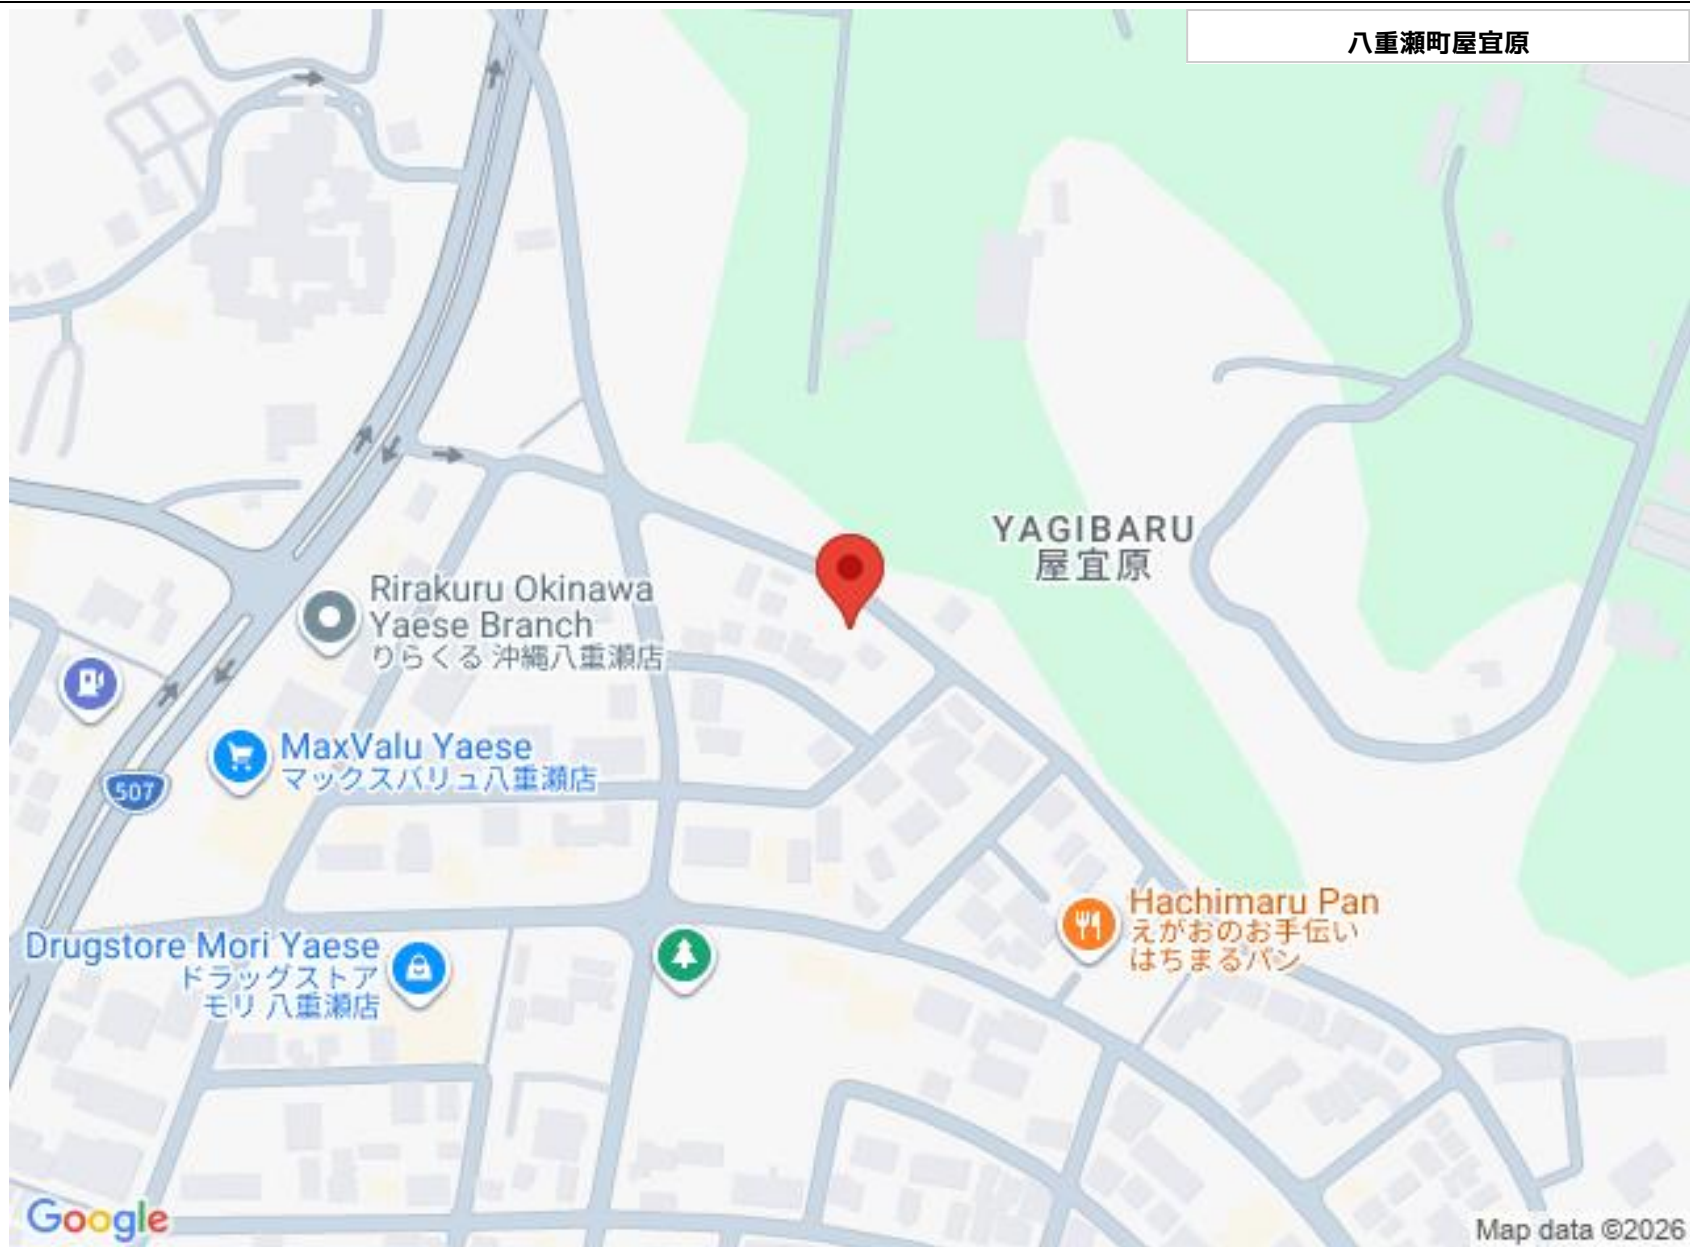 八重瀬町屋宜原
YAGIBARU
屋宜原
Rirakuru Okinawa
Yaese Branch
りらくる 沖縄八重瀬店
MaxValu Yaese
マックスバリュ八重瀬店
507
Hachimaru Pan
えがおのお手伝い
はちまるパン
Drugstore Mori Yaese
ドラッグストア
モリ 八重瀬店
Google
Map data ©2026